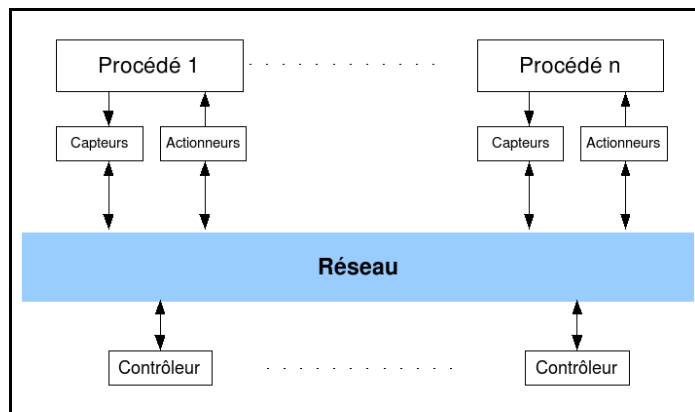 Procédé 1
Procédé n
Capteurs
Actionneurs
Capteurs
Actionneurs
Réseau
Contrôleur
Contrôleur